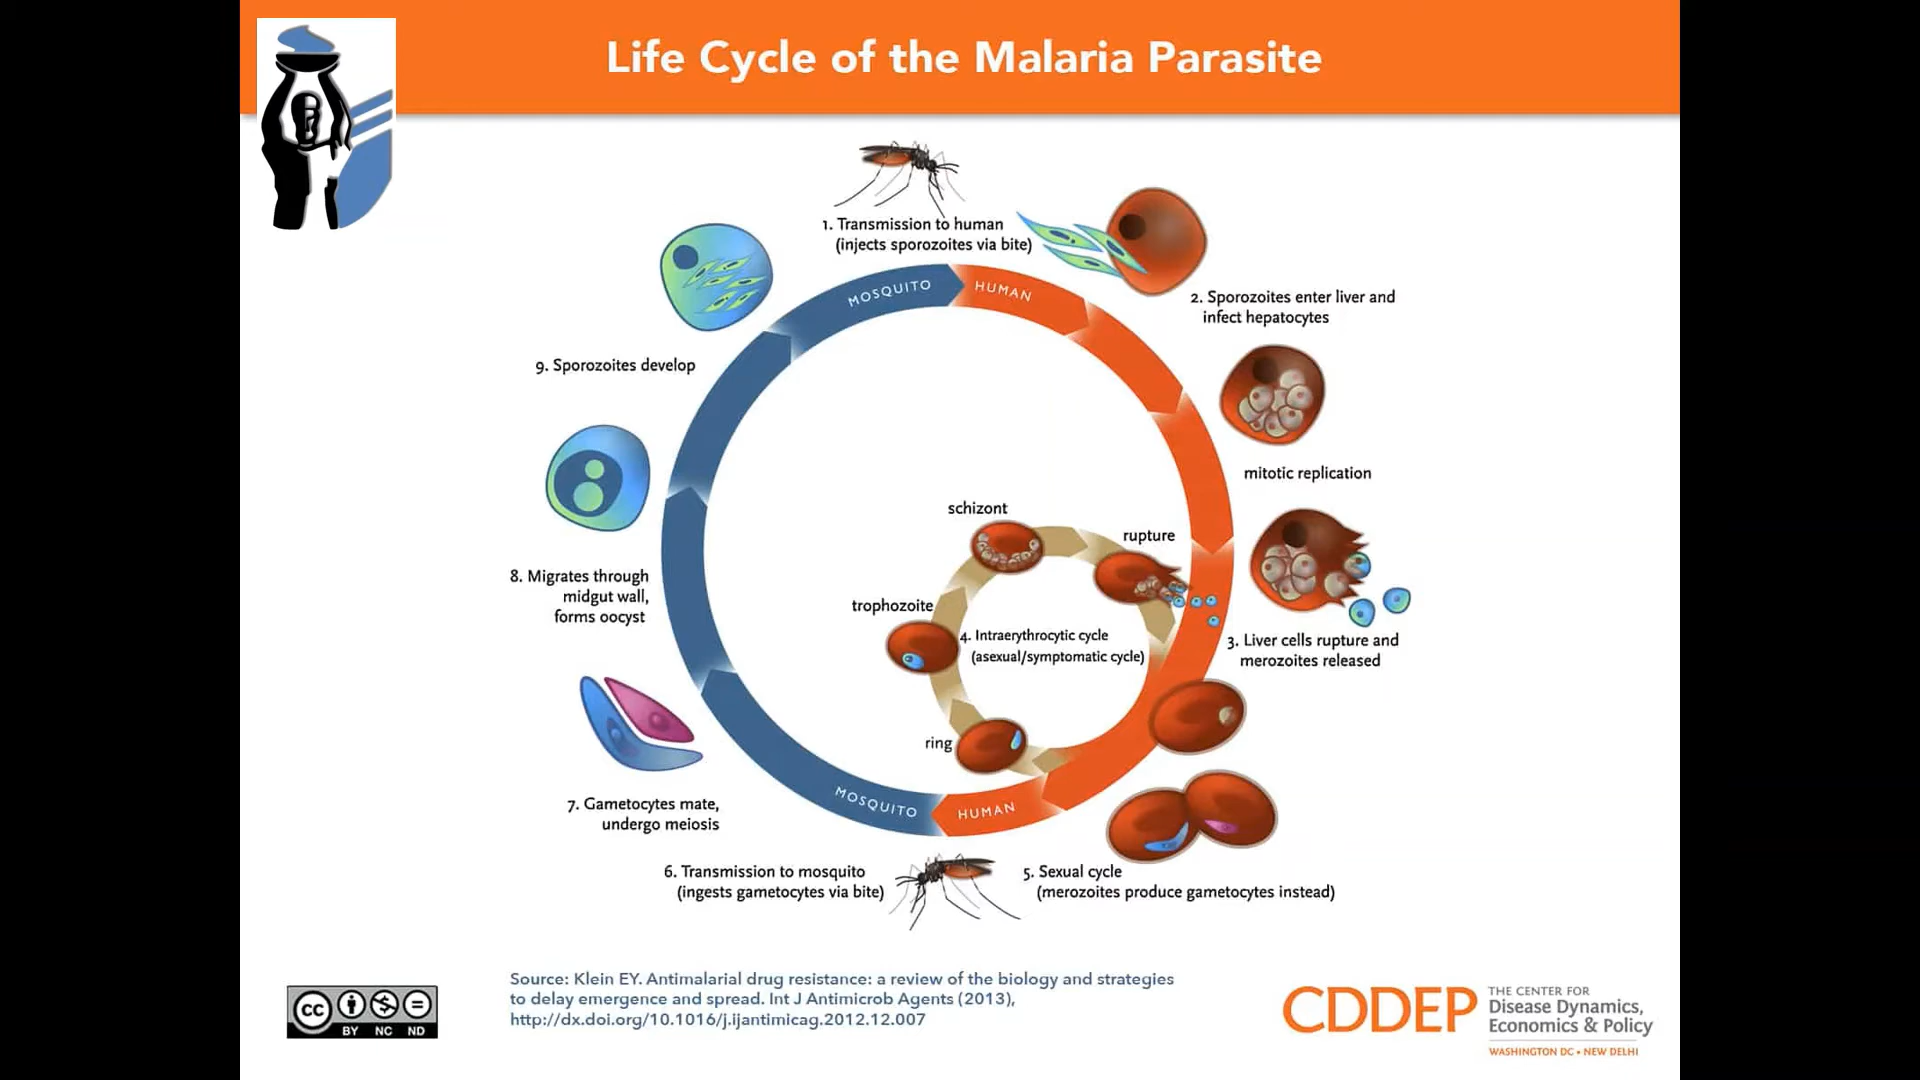 Life Cycle of the Malaria Parasite
1. Transmission to human
(injects sporozoites via bite)
MOSQUITO
HUMAN
2. Sporozoites enter liver and
infect hepatocytes
9. Sporozoites develop
mitotic replication
schizont
rupture
8. Migrates through
midgut wall,
forms oocyst
trophozoite
4. Intraerythrocytic cycle
(asexual/symptomatic cycle)
3. Liver cells rupture and
merozoites released
ring
7. Gametocytes mate,
undergo meiosis
MOSQUITO
HUMAN
6. Transmission to mosquito
(ingests gametocytes via bite)
5. Sexual cycle
(merozoites produce gametocytes instead)
cc
BY NC ND
Source: Klein EY. Antimalarial drug resistance: a review of the biology and strategies
to delay emergence and spread. Int J Antimicrob Agents (2013),
http://dx.doi.org/10.1016/j.ijantimicag.2012.12.007
CDDEP
THE CENTER FOR
Disease Dynamics,
Economics & Policy
WASHINGTON DC • NEW DELHI